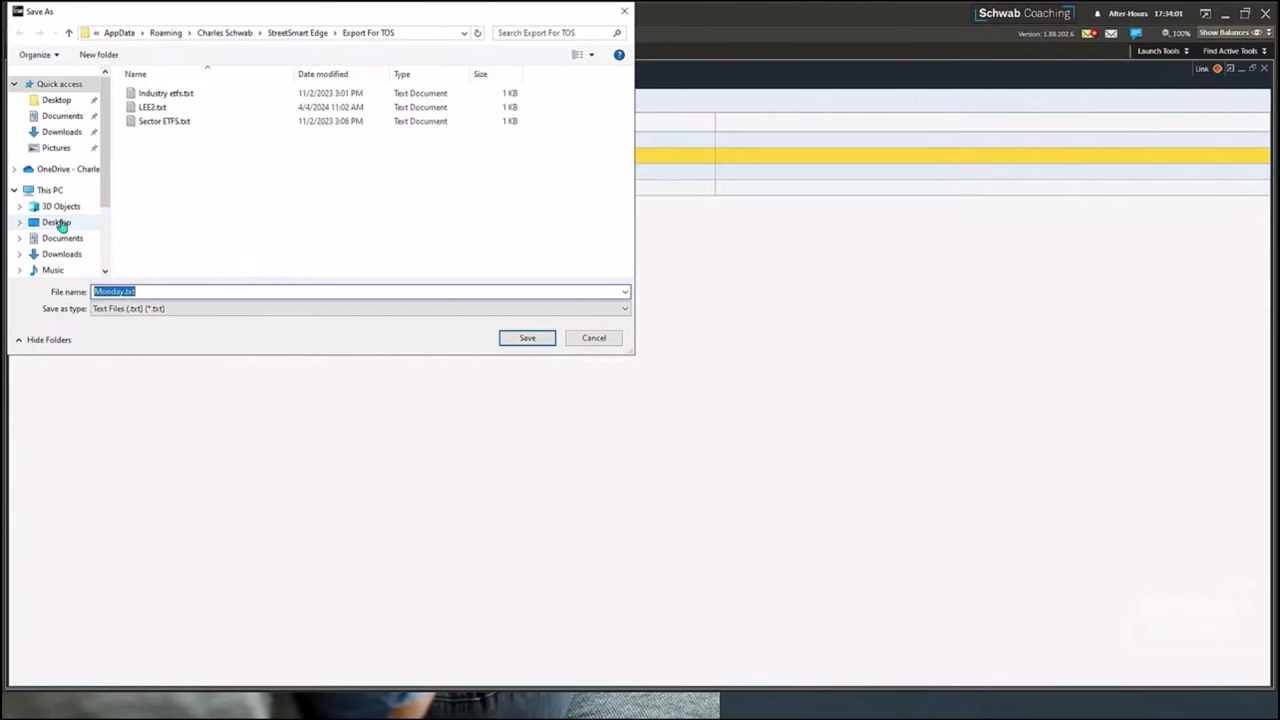 Save As
Schwab Coaching
After-Hours
17:34:01
« AppData > Roaming > Charles Schwab > StreetSmart Edge > Export For TOS
Search Export For TOS
Version: 1.88.202.6
100%
Show Balances
Organize
New folder
Launch Tools
Find Active Tools
Link
Name
Date modified
Type
Size
Quick access
Industry etfs.txt
11/2/2023 3:01 PM
Text Document
1 KB
Desktop
LEE2.txt
4/4/2024 11:02 AM
Text Document
1 KB
Documents
Sector ETFS.txt
11/2/2023 3:06 PM
Text Document
1 KB
Downloads
Pictures
OneDrive - Charle
This PC
3D Objects
Desktop
Documents
Downloads
Music
File name: Monday.txt
Save as type: Text Files (.txt) (*.txt)
Hide Folders
Save
Cancel